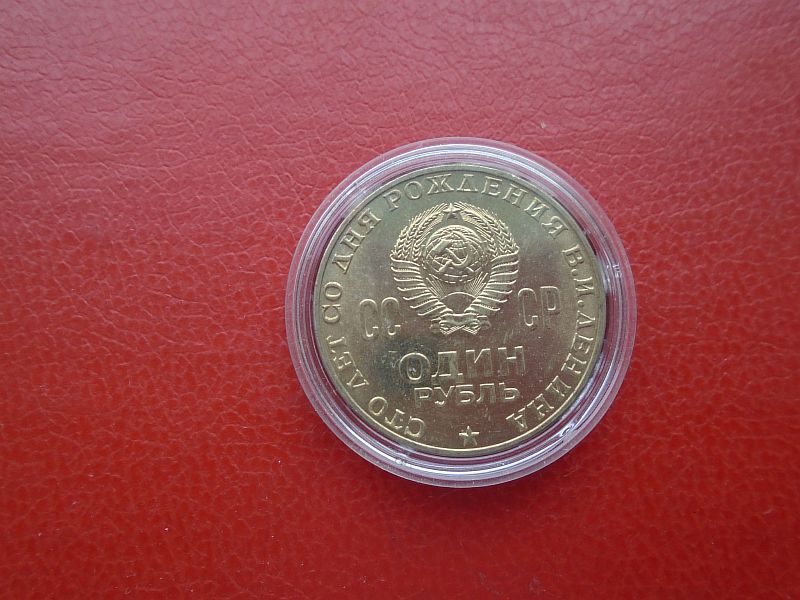 СТО ЛЕТ СО ДНЯ РОЖДЕНИЯ В.И.ЛЕНИНА
СС СР
ОДИН
РУБЛЬ